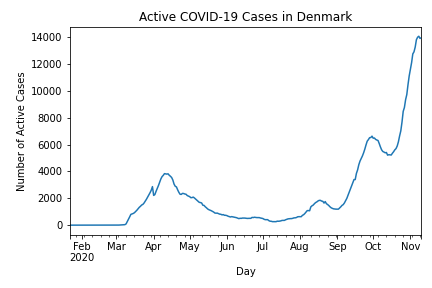 Active COVID-19 Cases in Denmark
Number of Active Cases
14000
12000
10000
8000
6000
4000
2000
0
Feb Mar Apr May Jun Jul Aug Sep Oct Nov
2020
Day